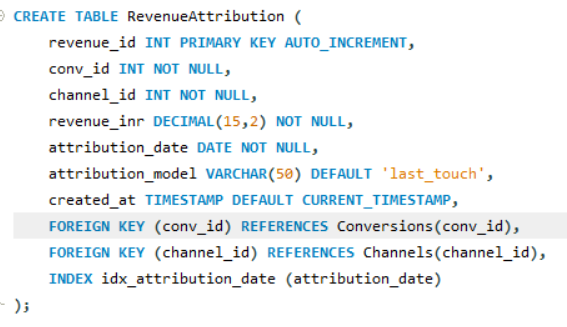 CREATE TABLE RevenueAttribution (
    revenue_id INT PRIMARY KEY AUTO_INCREMENT,
    conv_id INT NOT NULL,
    channel_id INT NOT NULL,
    revenue_inr DECIMAL(15,2) NOT NULL,
    attribution_date DATE NOT NULL,
    attribution_model VARCHAR(50) DEFAULT 'last_touch',
    created_at TIMESTAMP DEFAULT CURRENT_TIMESTAMP,
    FOREIGN KEY (conv_id) REFERENCES Conversions(conv_id),
    FOREIGN KEY (channel_id) REFERENCES Channels(channel_id),
    INDEX idx_attribution_date (attribution_date)
);